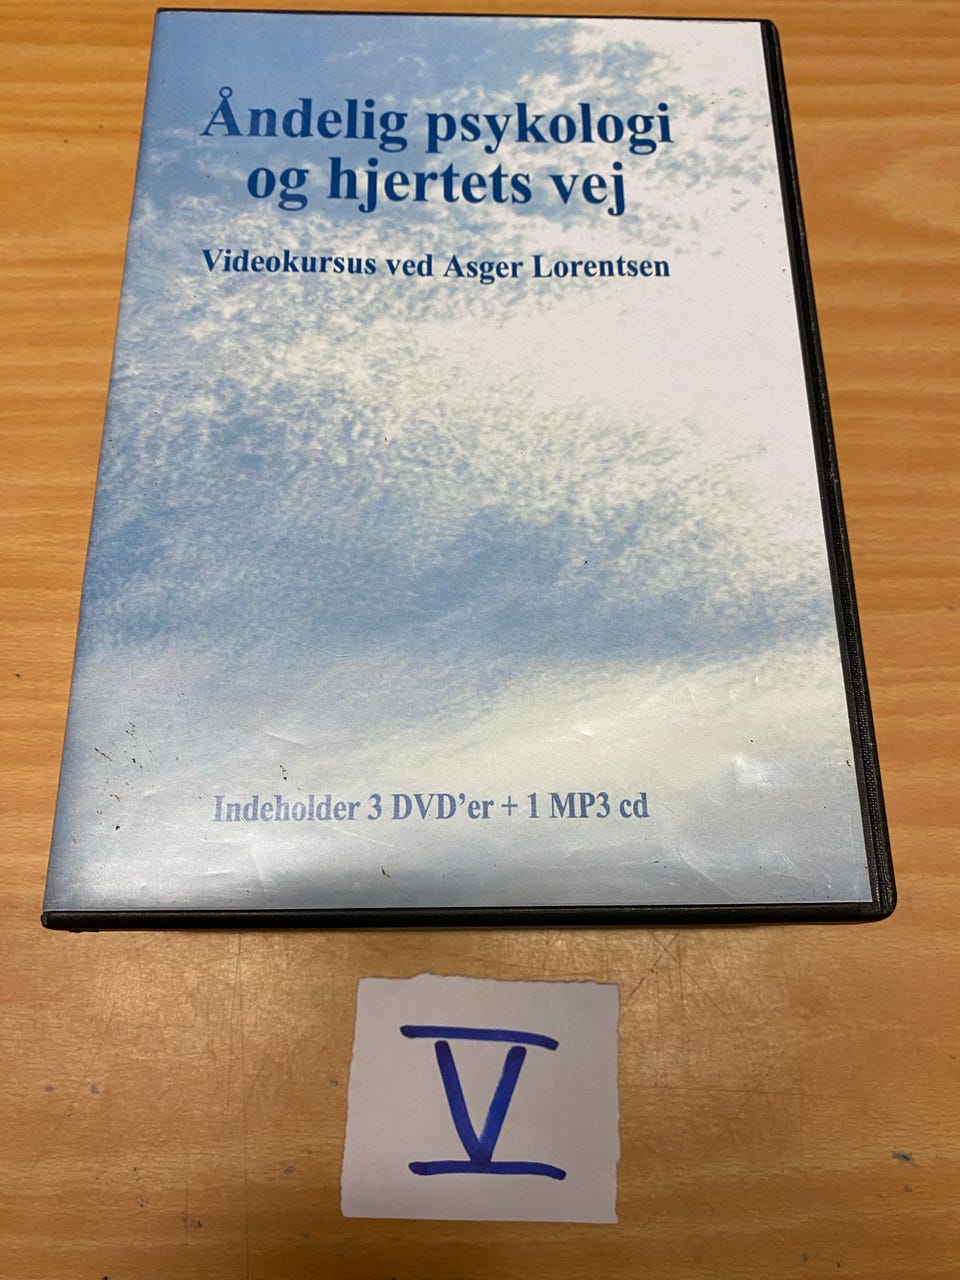 Åndelig psykologi
og hjertets vej
Videokursus ved Asger Lorentsen
Indeholder 3 DVD’er + 1 MP3 cd
V